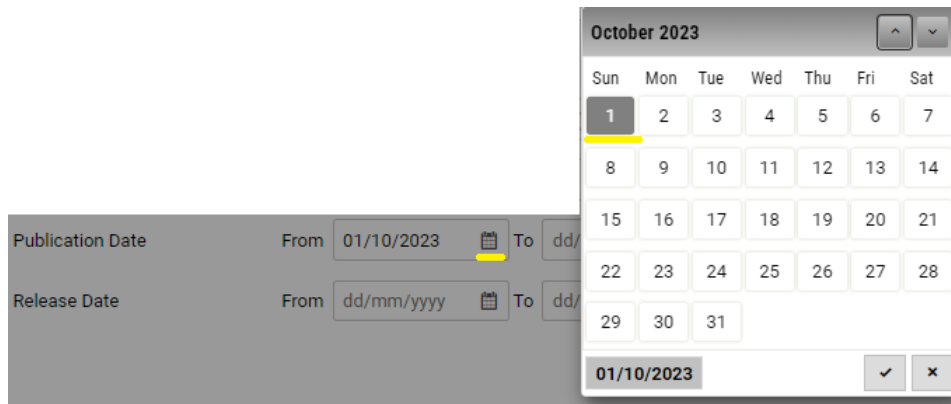 October 2023
Sun Mon Tue Wed Thu Fri Sat
1 2 3 4 5 6 7
8 9 10 11 12 13 14
15 16 17 18 19 20 21
22 23 24 25 26 27 28
29 30 31
01/10/2023
Publication Date From 01/10/2023 To dd/
Release Date From dd/mm/yyyy To dd/